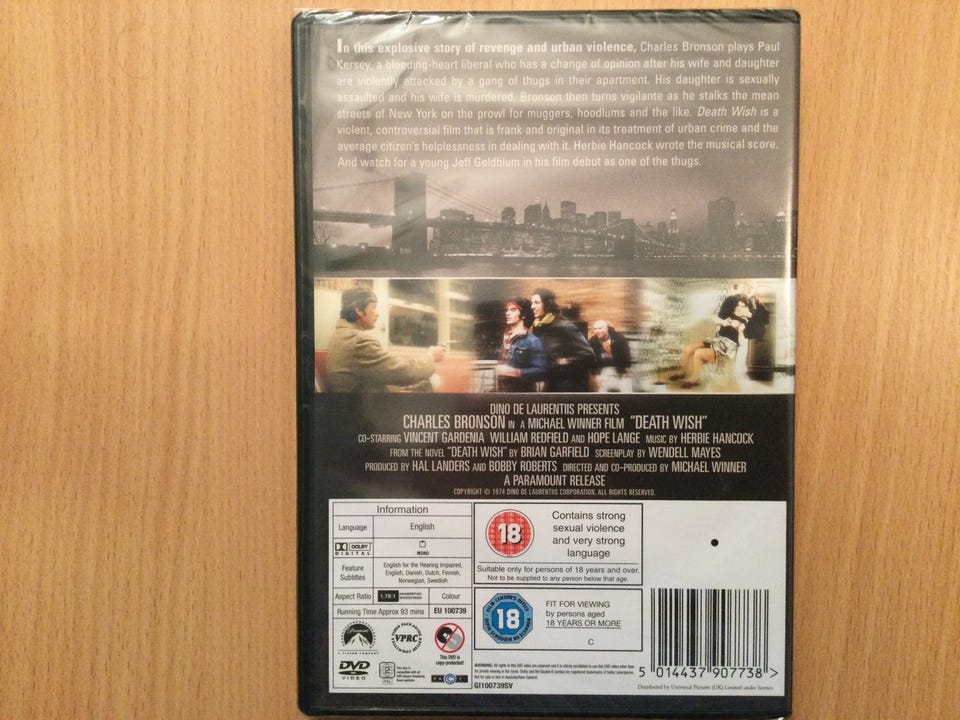 In this explosive story of revenge and urban violence, Charles Bronson plays Paul
Kersey, a bleeding-heart liberal who has a change of opinion after his wife and daughter
are violently attacked by a gang of thugs in their apartment. His daughter is sexually
assaulted and his wife is murdered. Bronson then turns vigilante as he stalks the mean
streets of New York on the prowl for muggers, hoodlums and the like. Death Wish is a
violent, controversial film that is frank and original in its treatment of urban crime and the
average citizen's helplessness in dealing with it. Herbie Hancock wrote the musical score.
And watch for a young Jeff Goldblum in his film debut as one of the thugs.
DINO DE LAURENTIIS PRESENTS
CHARLES BRONSON IN A MICHAEL WINNER FILM "DEATH WISH"
CO-STARRING VINCENT GARDENIA WILLIAM REDFIELD AND HOPE LANGE MUSIC BY HERBIE HANCOCK
FROM THE NOVEL "DEATH WISH" BY BRIAN GARFIELD SCREENPLAY BY WENDELL MAYES
PRODUCED BY HAL LANDERS AND BOBBY ROBERTS DIRECTED AND CO-PRODUCED BY MICHAEL WINNER
A PARAMOUNT RELEASE
COPYRIGHT © 1974 DINO DE LAURENTIIS CORPORATION. ALL RIGHTS RESERVED.
Information
Language English
DOLBY DIGITAL MONO
Feature Subtitles
English for the Hearing Impaired,
English, Danish, Dutch, Finnish,
Norwegian, Swedish
Aspect Ratio 1.78:1 Colour
Running Time Approx 93 mins EU 100739
18
Contains strong
sexual violence
and very strong
language
Suitable only for persons of 18 years and over.
Not to be supplied to any person below that age.
18
FIT FOR VIEWING
by persons aged
18 YEARS OR MORE
C
Paramount
VPRC
This DVD is
copy-protected
DVD
VIDEO
2
PAL
FACT
GI100739SV
5 014437 907738 >
Distributed by Universal Pictures (UK) Limited under licence